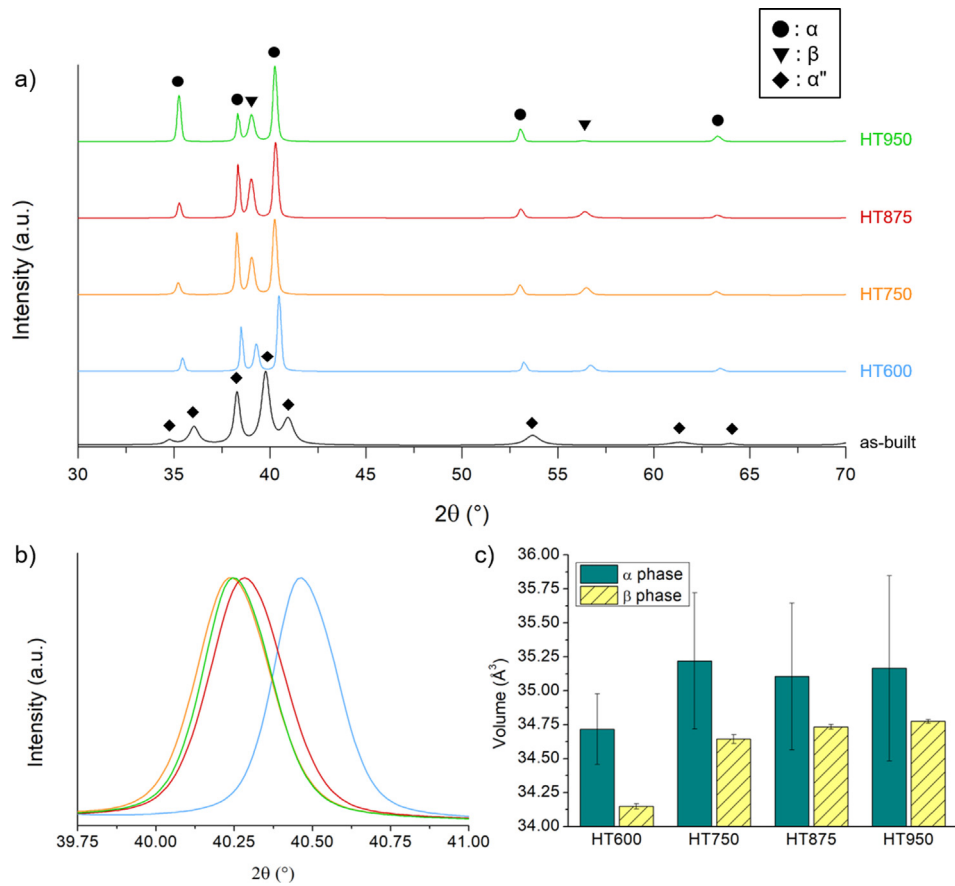 ● : α
▼ : β
◆ : α"
a)
Intensity (a.u.)
HT950
HT875
HT750
HT600
as-built
30 35 40 45 50 55 60 65 70
2θ (°)
b)
Intensity (a.u.)
39.75 40.00 40.25 40.50 40.75 41.00
2θ (°)
c)
Volume (Å³)
36.00
35.75
35.50
35.25
35.00
34.75
34.50
34.25
34.00
α phase
β phase
HT600 HT750 HT875 HT950